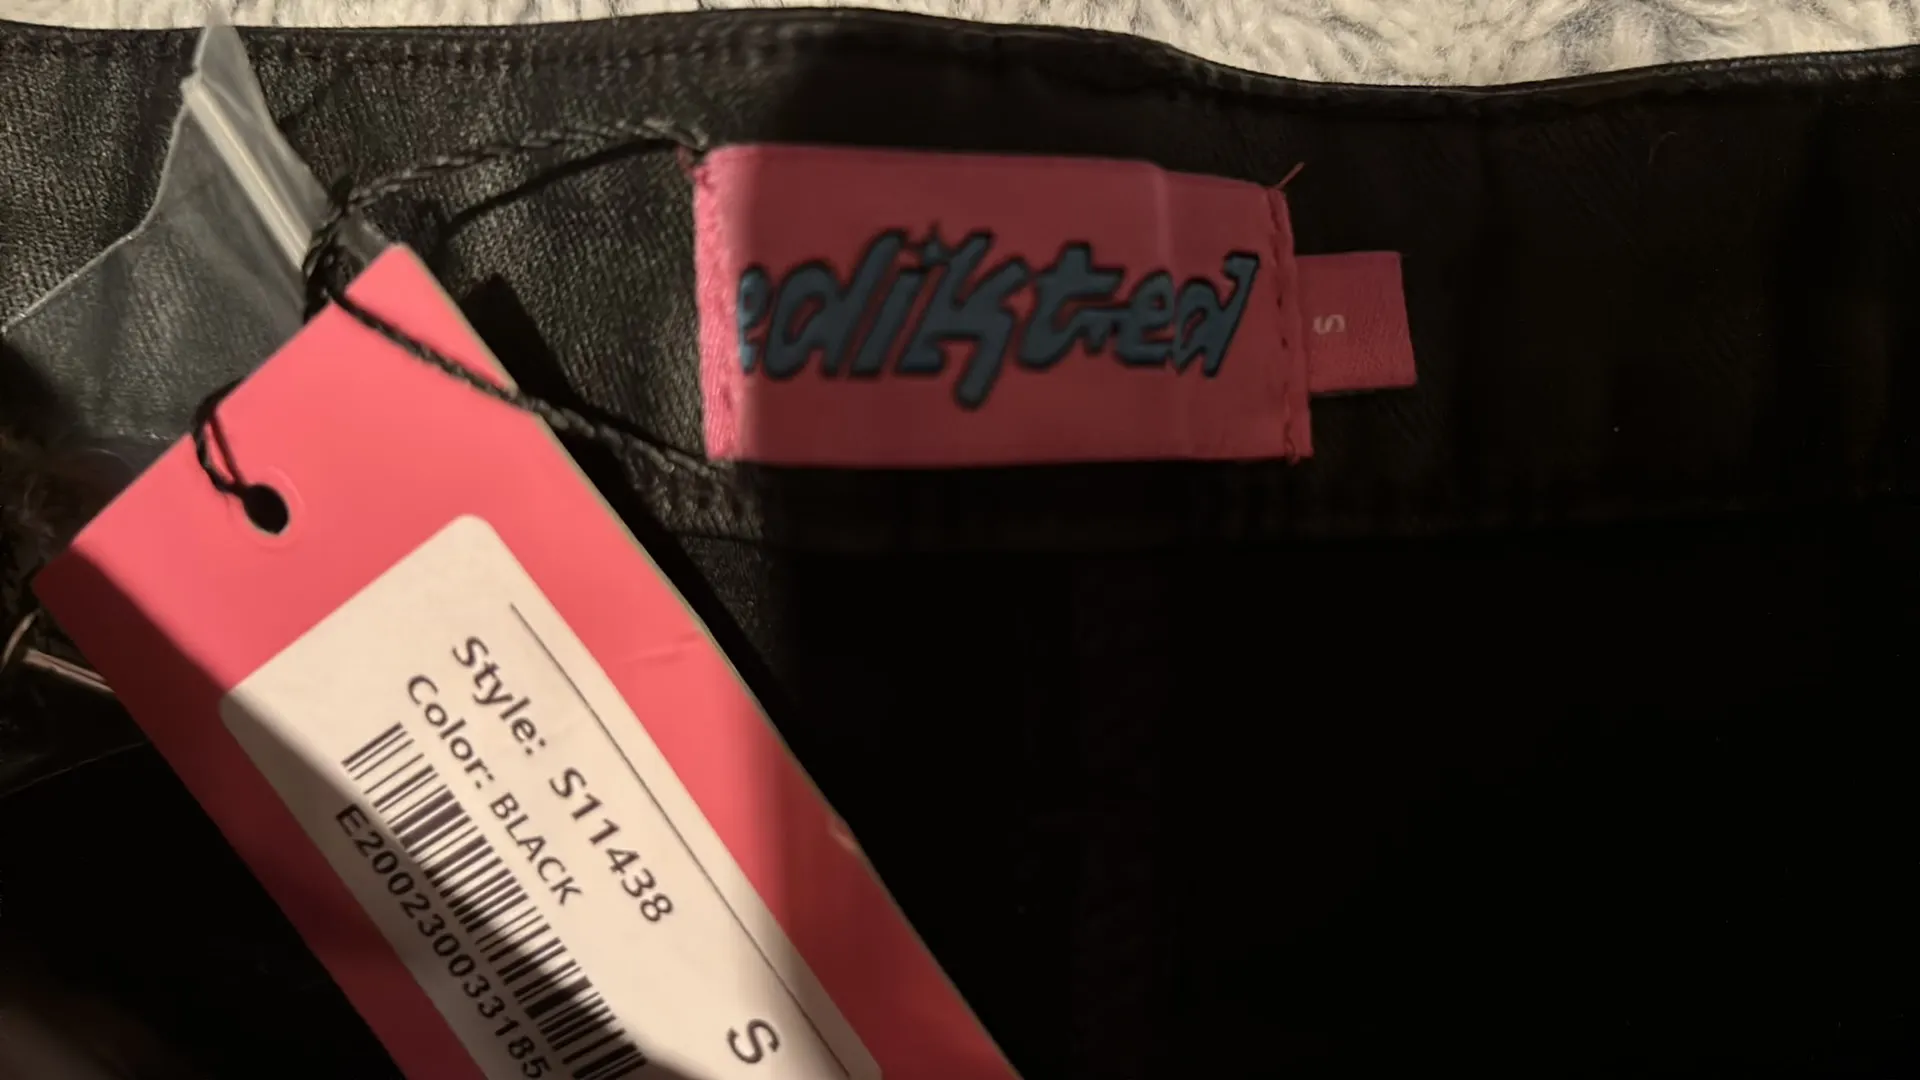 edikted
S
Style: S11438
Color: BLACK
E200230033185
S